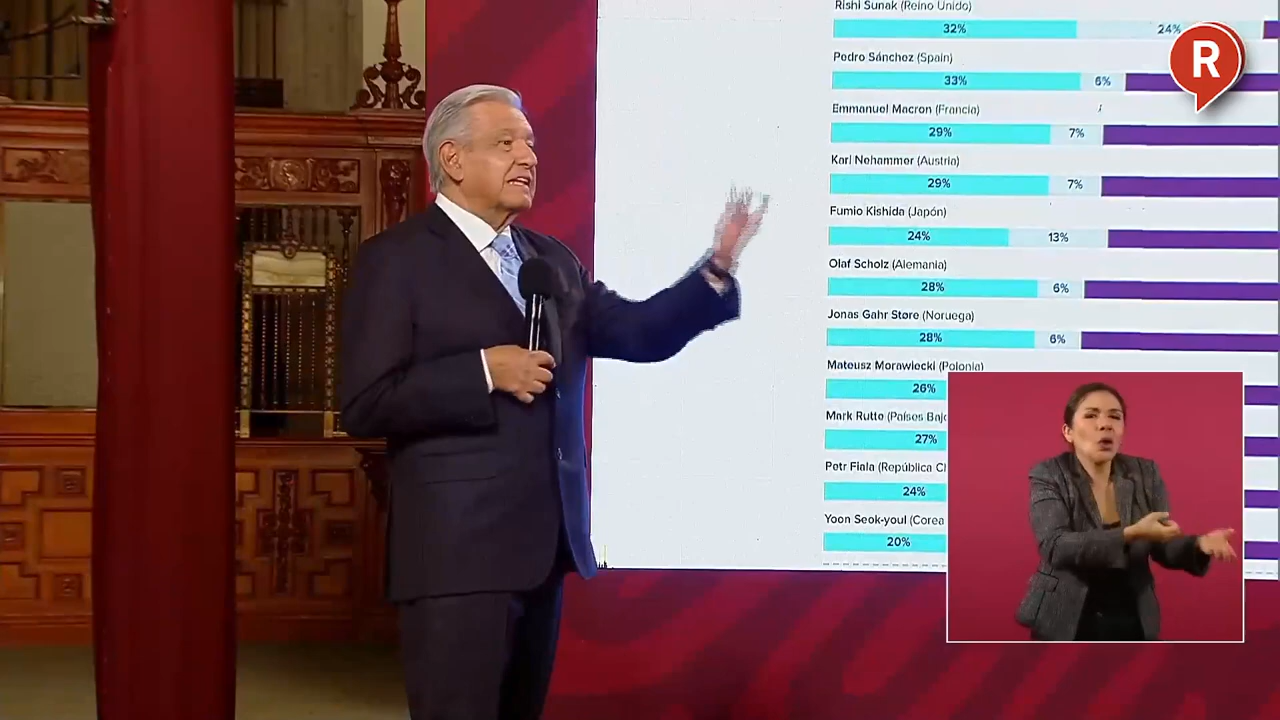 Rishi Sunak (Reino Unido)
32% 24%
R
Pedro Sánchez (Spain)
33% 6%
Emmanuel Macron (Francia)
29% 7%
Karl Nehammer (Austria)
29% 7%
Fumio Kishida (Japón)
24% 13%
Olaf Scholz (Alemania)
28% 6%
Jonas Gahr Støre (Noruega)
28% 6%
Mateusz Morawiecki (Polonia)
26%
Mark Rutte (Países Bajo
27%
Petr Fiala (República Ch
24%
Yoon Seok-youl (Corea
20%